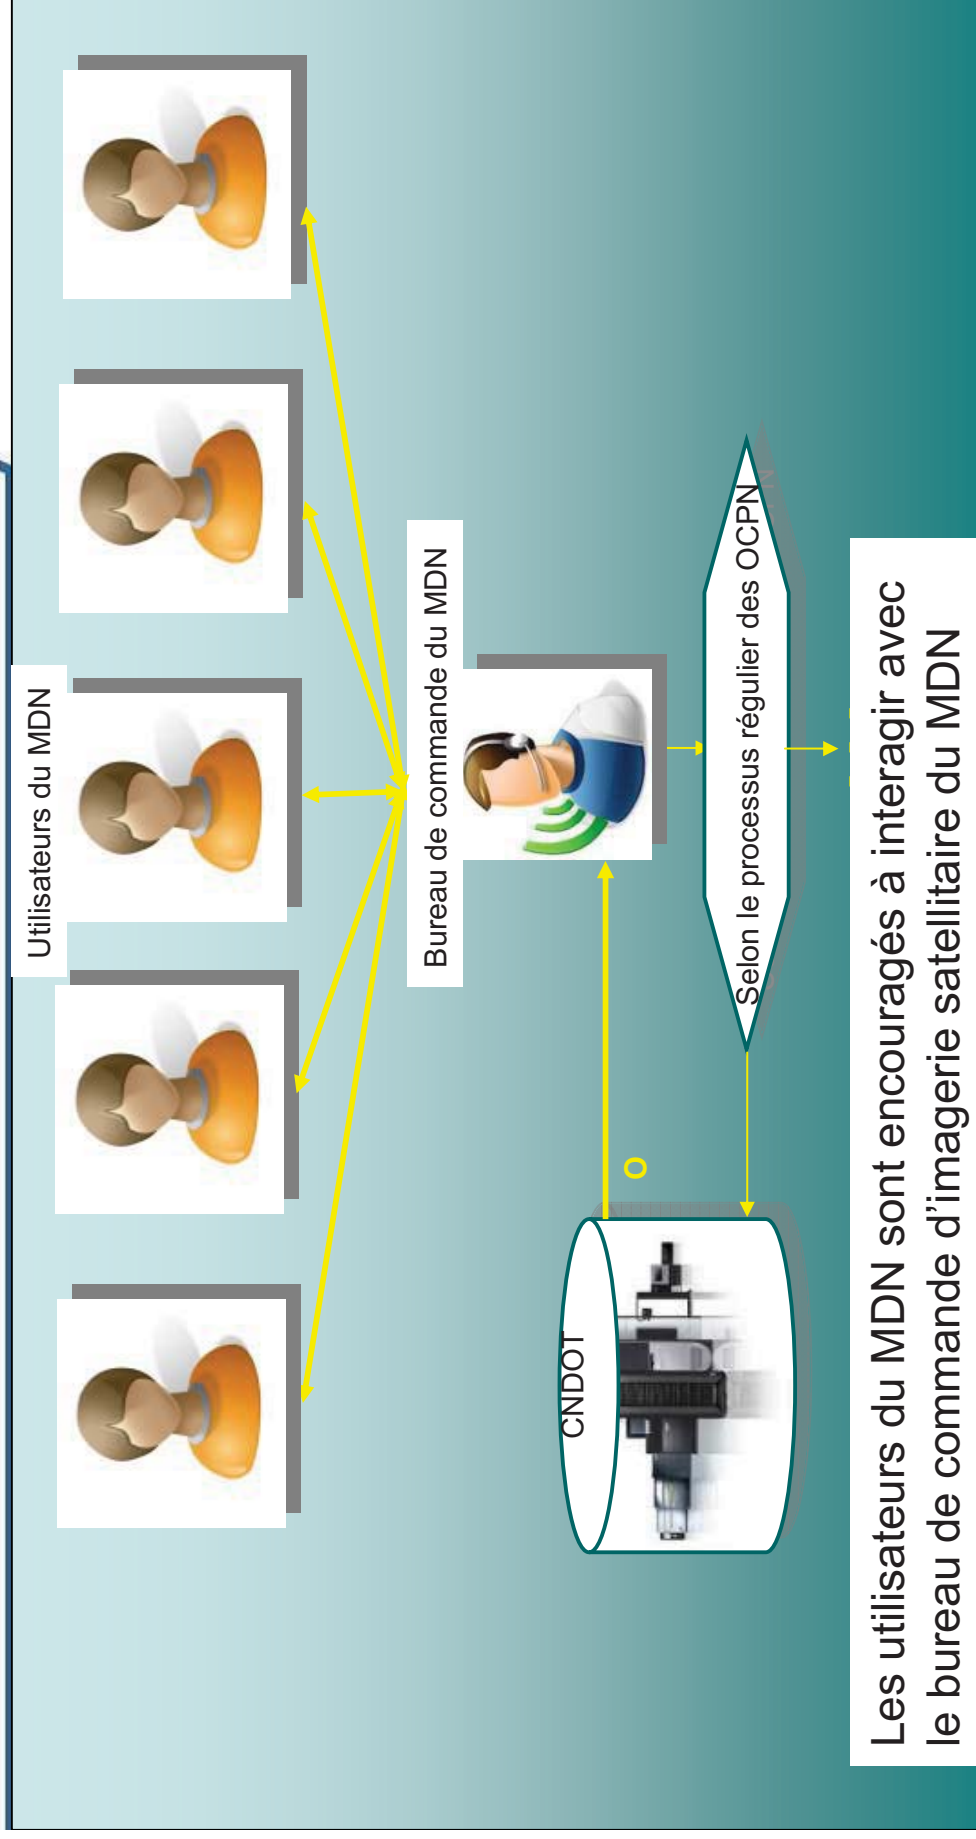 Utilisateurs du MDN
Bureau de commande du MDN
CNDOT
O
Selon le processus régulier des OCPN
Les utilisateurs du MDN sont encouragés à interagir avec
le bureau de commande d'imagerie satellitaire du MDN